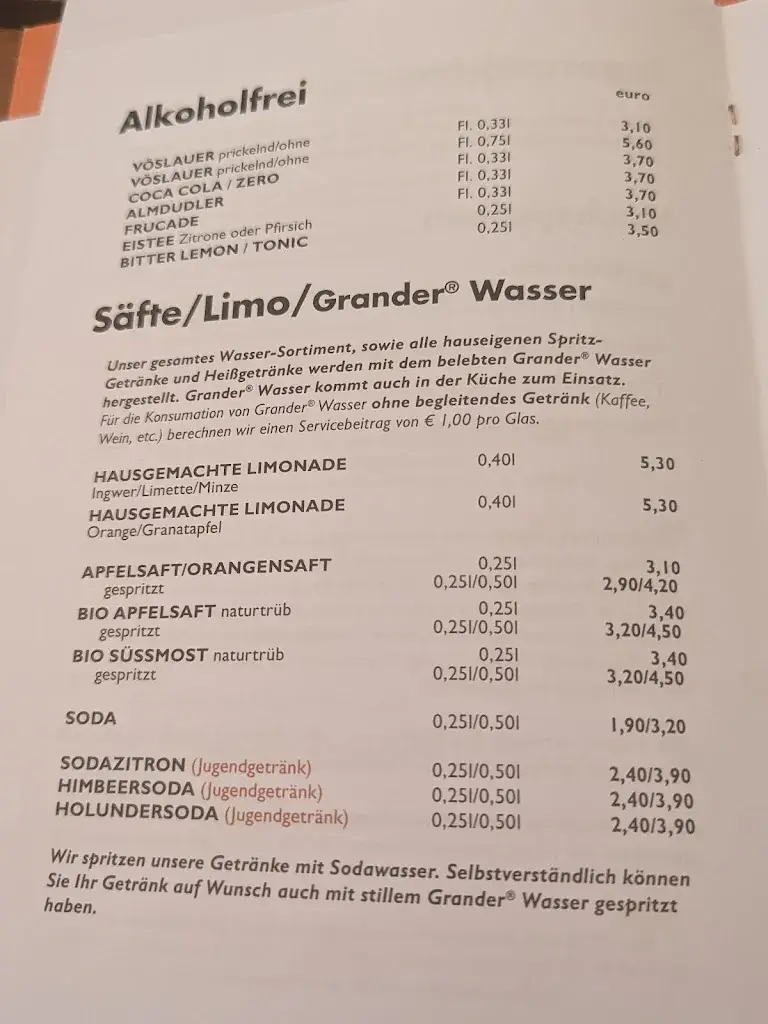 Alkoholfrei euro
VÖSLAUER prickelnd/ohne Fl. 0,33l 3,10
VÖSLAUER prickelnd/ohne Fl. 0,75l 5,60
COCA COLA / ZERO Fl. 0,33l 3,70
ALMDUDLER Fl. 0,33l 3,70
FRUCADE Fl. 0,33l 3,70
EISTEE Zitrone oder Pfirsich 0,25l 3,10
BITTER LEMON / TONIC 0,25l 3,50
Säfte/Limo/Grander® Wasser
Unser gesamtes Wasser-Sortiment, sowie alle hauseigenen Spritz-
Getränke und Heißgetränke werden mit dem belebten Grander® Wasser
hergestellt. Grander® Wasser kommt auch in der Küche zum Einsatz.
Für die Konsumation von Grander® Wasser ohne begleitendes Getränk (Kaffee,
Wein, etc.) berechnen wir einen Servicebeitrag von € 1,00 pro Glas.
HAUSGEMACHTE LIMONADE 0,40l 5,30
Ingwer/Limette/Minze
HAUSGEMACHTE LIMONADE 0,40l 5,30
Orange/Granatapfel
APFELSAFT/ORANGENSAFT 0,25l 3,10
gespritzt 0,25l/0,50l 2,90/4,20
BIO APFELSAFT naturtrüb 0,25l 3,40
gespritzt 0,25l/0,50l 3,20/4,50
BIO SÜSSMOST naturtrüb 0,25l 3,40
gespritzt 0,25l/0,50l 3,20/4,50
SODA 0,25l/0,50l 1,90/3,20
SODAZITRON (Jugendgetränk) 0,25l/0,50l 2,40/3,90
HIMBEERSODA (Jugendgetränk) 0,25l/0,50l 2,40/3,90
HOLUNDERSODA (Jugendgetränk) 0,25l/0,50l 2,40/3,90
Wir spritzen unsere Getränke mit Sodawasser. Selbstverständlich können
Sie Ihr Getränk auf Wunsch auch mit stillem Grander® Wasser gespritzt
haben.